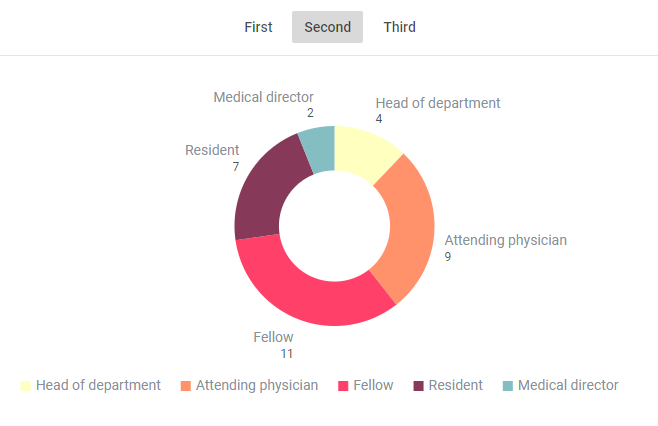 First Second Third
Medical director
2
Head of department
4
Resident
7
Attending physician
9
Fellow
11
Head of department Attending physician Fellow Resident Medical director